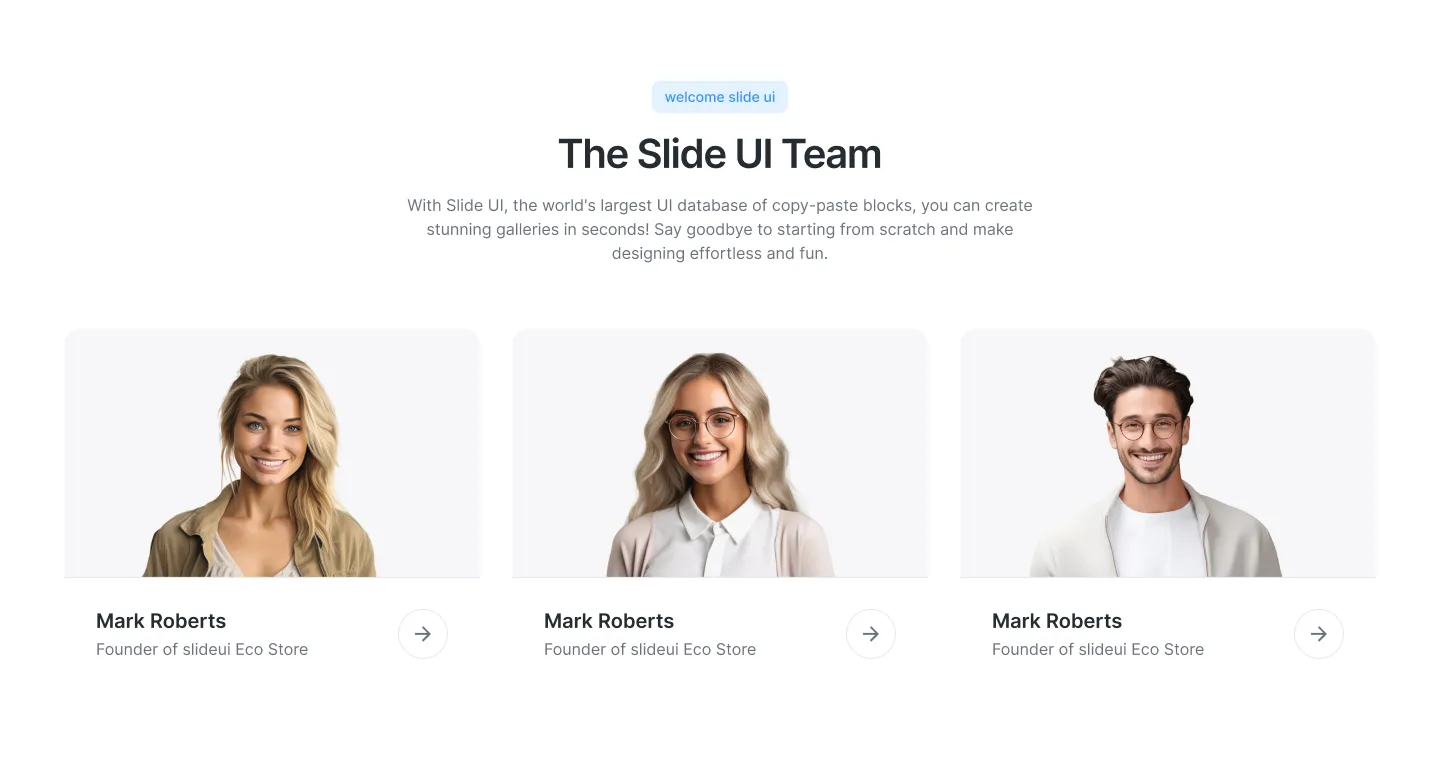 welcome slide ui
The Slide UI Team
With Slide UI, the world's largest UI database of copy-paste blocks, you can create
stunning galleries in seconds! Say goodbye to starting from scratch and make
designing effortless and fun.
Mark Roberts
Founder of slideui Eco Store
Mark Roberts
Founder of slideui Eco Store
Mark Roberts
Founder of slideui Eco Store